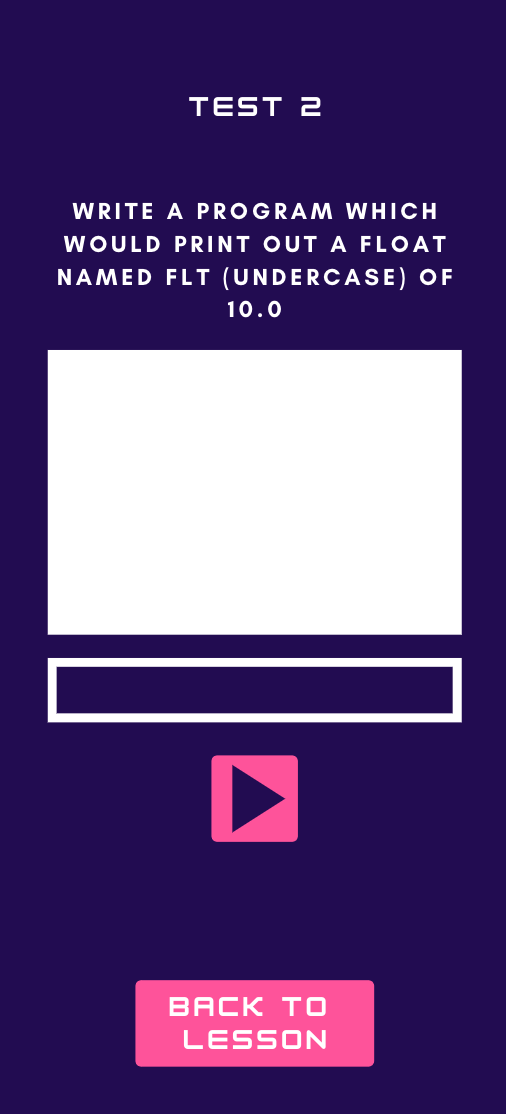 TEST 2
WRITE A PROGRAM WHICH
WOULD PRINT OUT A FLOAT
NAMED FLT (UNDERCASE) OF
10.0
BACK TO
LESSON